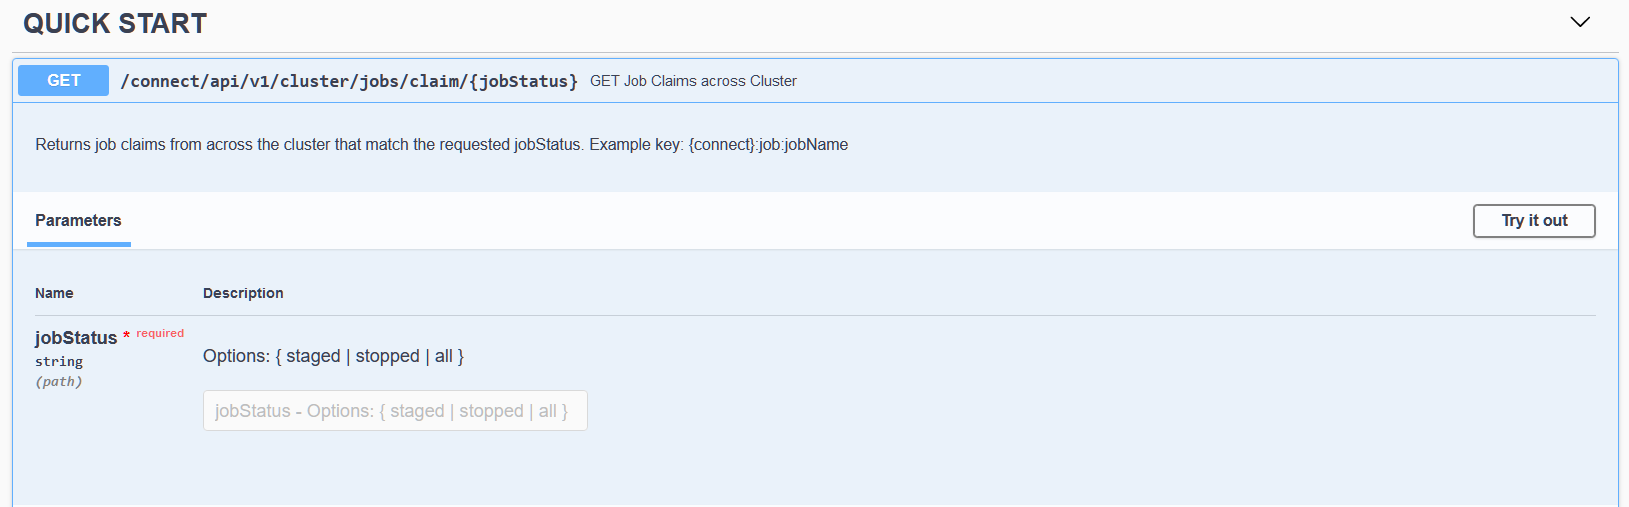 QUICK START
GET /connect/api/v1/cluster/jobs/claim/{jobStatus} GET Job Claims across Cluster
Returns job claims from across the cluster that match the requested jobStatus. Example key: {connect}:job:jobName
Parameters Try it out
Name Description
jobStatus * required
string
(path)
Options: { staged | stopped | all }
jobStatus - Options: { staged | stopped | all }